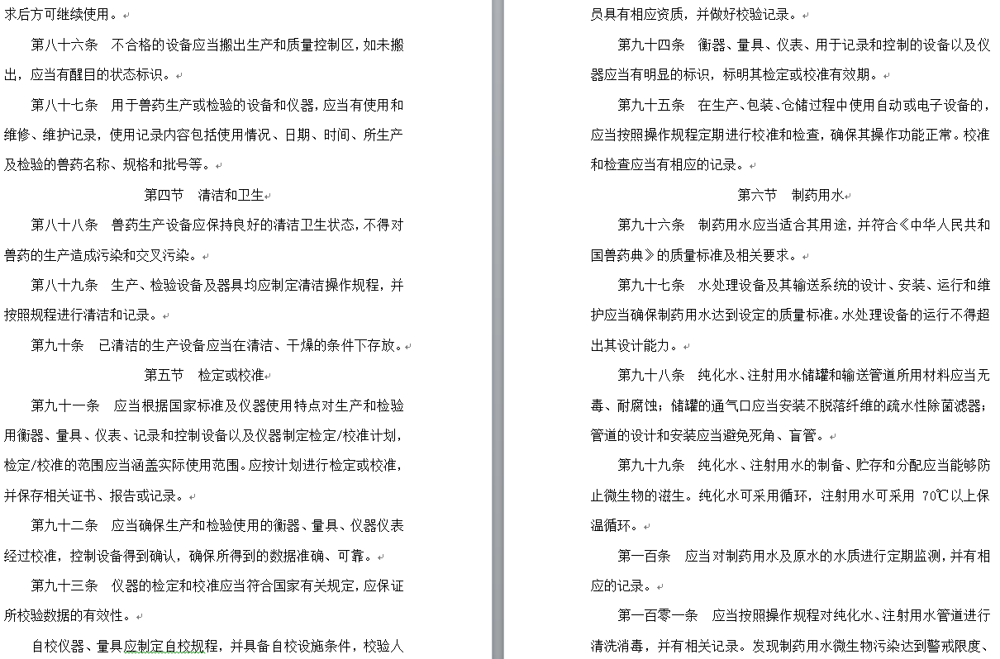 求后方可继续使用。
第八十六条　不合格的设备应当搬出生产和质量控制区，如未搬
出，应当有醒目的状态标识。
第八十七条　用于兽药生产或检验的设备和仪器，应当有使用和
维修、维护记录，使用记录内容包括使用情况、日期、时间、所生产
及检验的兽药名称、规格和批号等。
第四节　清洁和卫生
第八十八条　兽药生产设备应保持良好的清洁卫生状态，不得对
兽药的生产造成污染和交叉污染。
第八十九条　生产、检验设备及器具均应制定清洁操作规程，并
按照规程进行清洁和记录。
第九十条　已清洁的生产设备应当在清洁、干燥的条件下存放。
第五节　检定或校准
第九十一条　应当根据国家标准及仪器使用特点对生产和检验
用衡器、量具、仪表、记录和控制设备以及仪器制定检定/校准计划，
检定/校准的范围应当涵盖实际使用范围。应按计划进行检定或校准，
并保存相关证书、报告或记录。
第九十二条　应当确保生产和检验使用的衡器、量具、仪器仪表
经过校准，控制设备得到确认，确保所得到的数据准确、可靠。
第九十三条　仪器的检定和校准应当符合国家有关规定，应保证
所校验数据的有效性。
自校仪器、量具应制定自校规程，并具备自校设施条件，校验人
员具有相应资质，并做好校验记录。
第九十四条　衡器、量具、仪表、用于记录和控制的设备以及仪
器应当有明显的标识，标明其检定或校准有效期。
第九十五条　在生产、包装、仓储过程中使用自动或电子设备的，
应当按照操作规程定期进行校准和检查，确保其操作功能正常。校准
和检查应当有相应的记录。
第六节　制药用水
第九十六条　制药用水应当适合其用途，并符合《中华人民共和
国兽药典》的质量标准及相关要求。
第九十七条　水处理设备及其输送系统的设计、安装、运行和维
护应当确保制药用水达到设定的质量标准。水处理设备的运行不得超
出其设计能力。
第九十八条　纯化水、注射用水储罐和输送管道所用材料应当无
毒、耐腐蚀；储罐的通气口应当安装不脱落纤维的疏水性除菌滤器；
管道的设计和安装应当避免死角、盲管。
第九十九条　纯化水、注射用水的制备、贮存和分配应当能够防
止微生物的滋生。纯化水可采用循环，注射用水可采用 70℃以上保
温循环。
第一百条　应当对制药用水及原水的水质进行定期监测，并有相
应的记录。
第一百零一条　应当按照操作规程对纯化水、注射用水管道进行
清洗消毒，并有相关记录。发现制药用水微生物污染达到警戒限度、